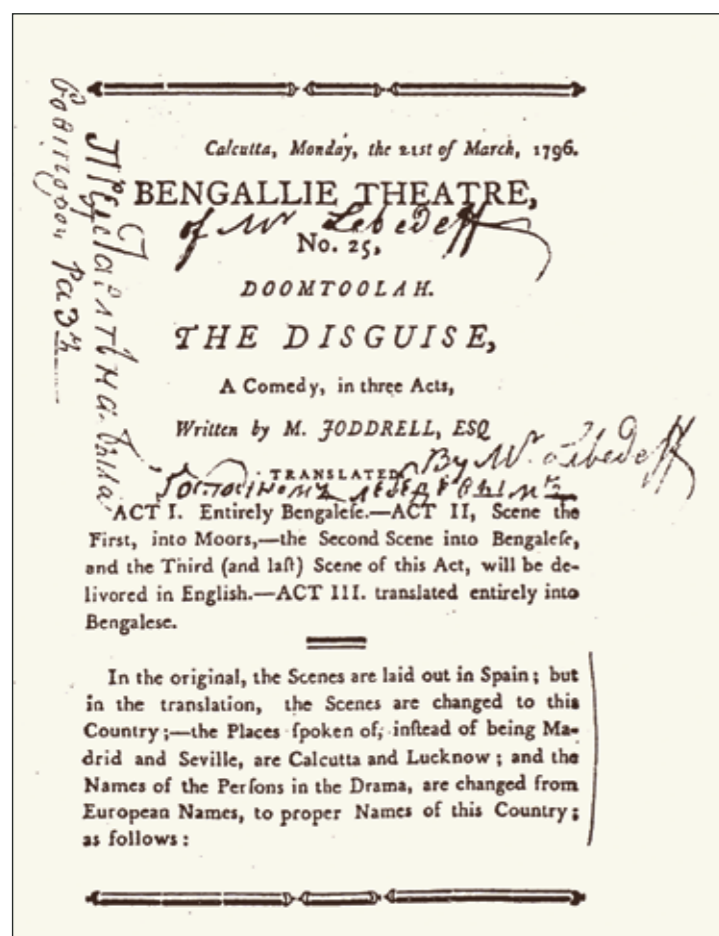 Calcutta, Monday, the 21st of March, 1796.
BENGALLIE THEATRE,
of Mr Lebedeff
No. 25,
DOOMTOOLAH.
THE DISGUISE,
A Comedy, in three Acts,
Written by M. JODDRELL, ESQ
TRANSLATED By Mr. Lebedeff
ACT I. Entirely Bengaleſe.—ACT II, Scene the
Firſt, into Moors,—the Second Scene into Bengaleſe,
and the Third (and laſt) Scene of this Act, will be de-
livored in Engliſh.—ACT III. translated entirely into
Bengalese.
In the original, the Scenes are laid out in Spain; but
in the translation, the Scenes are changed to this
Country;—the Places ſpoken of, inſtead of being Ma-
drid and Seville, are Calcutta and Lucknow; and the
Names of the Perſons in the Drama, are changed from
European Names, to proper Names of this Country;
as follows:
разъ